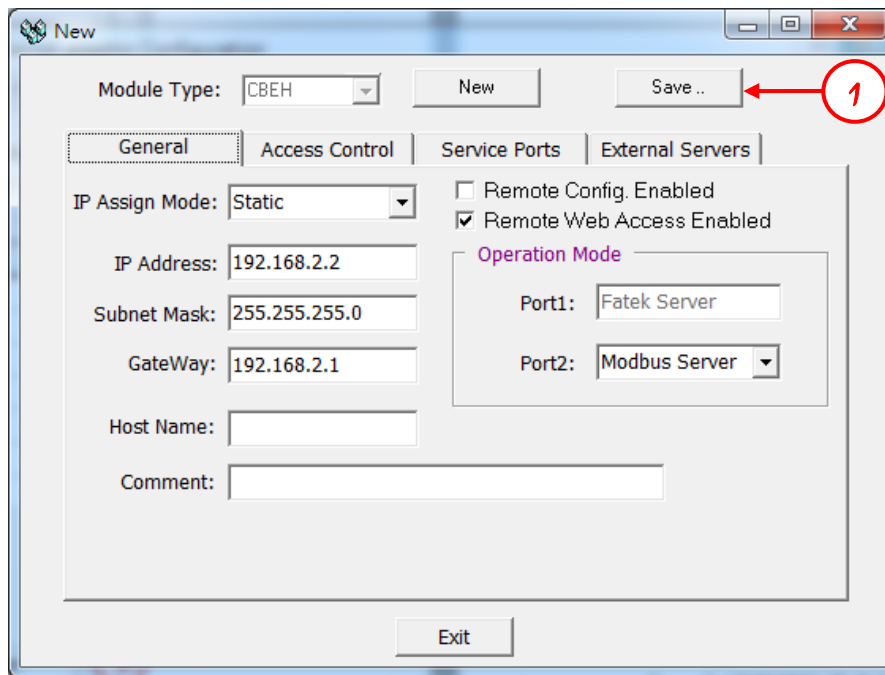 New
Module Type: CBEH New Save ..
1
General Access Control Service Ports External Servers
IP Assign Mode: Static
Remote Config. Enabled
Remote Web Access Enabled
IP Address: 192.168.2.2
Subnet Mask: 255.255.255.0
GateWay: 192.168.2.1
Host Name:
Comment:
Operation Mode
Port1: Fatek Server
Port2: Modbus Server
Exit